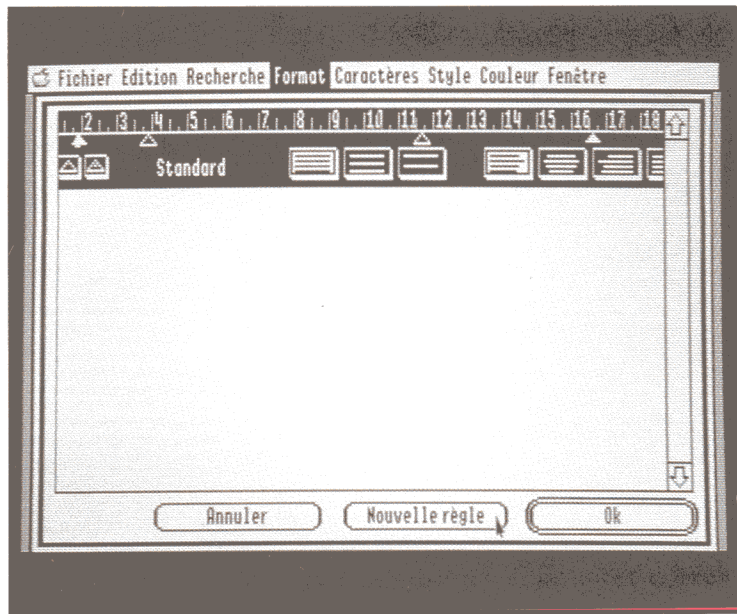 Fichier Edition Recherche Format Caractères Style Couleur Fenêtre
2 3 4 5 6 7 8 9 10 11 12 13 14 15 16 17 18
Standard
Annuler Nouvelle règle Ok